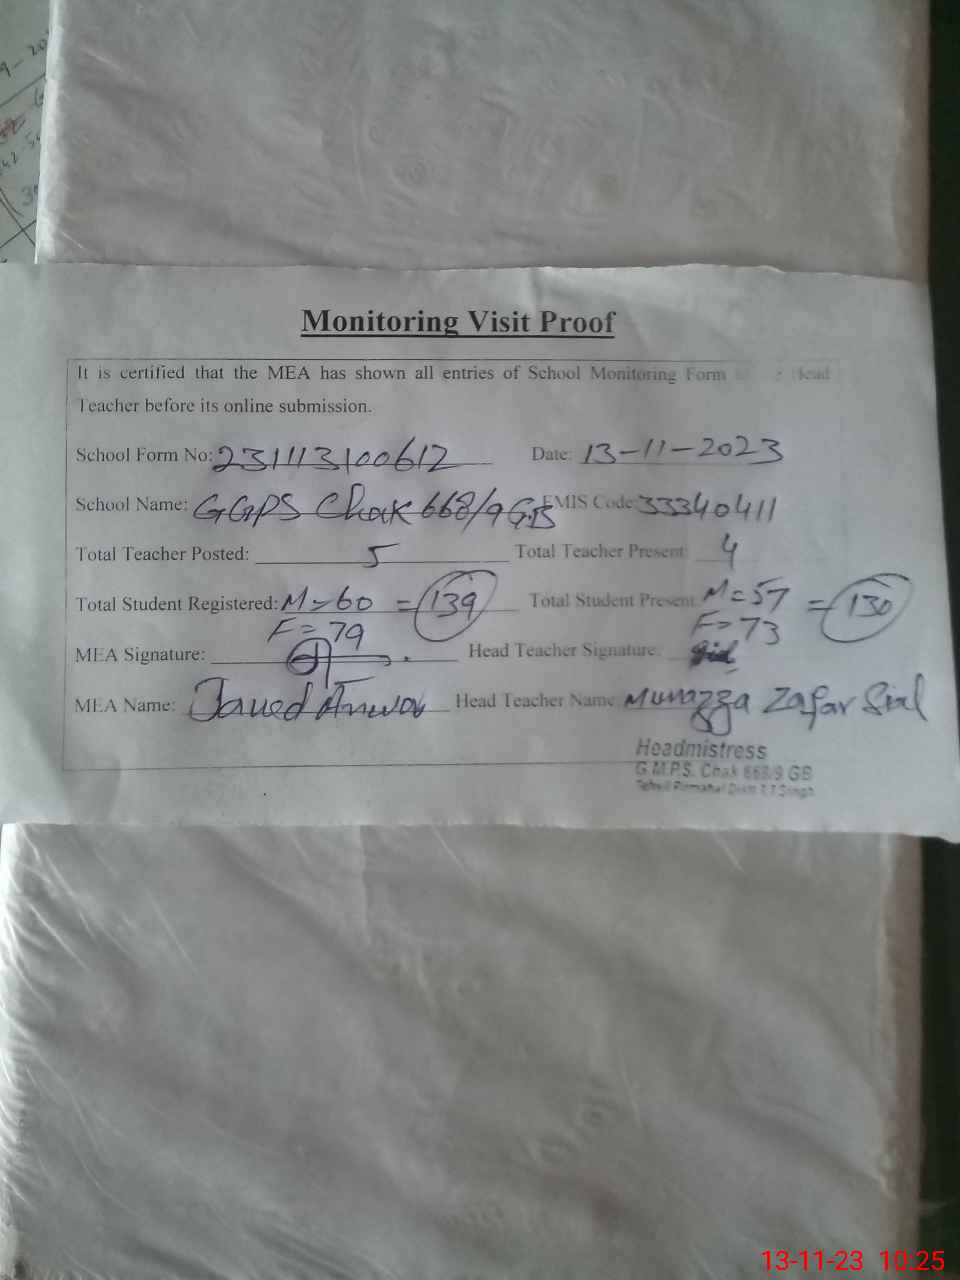 Monitoring Visit Proof
It is certified that the MEA has shown all entries of School Monitoring Form Head
Teacher before its online submission.
School Form No: 231113100612 Date: 13-11-2023
School Name: GGPS Chak 668/9 GB EMIS Code: 33340411
Total Teacher Posted: 5 Total Teacher Present: 4
Total Student Registered: M=60 = 139 Total Student Present: M=57 = 130
F=79 F=73
MEA Signature: Head Teacher Signature:
MEA Name: Javed Anwar Head Teacher Name: Munazza Zafar Sial
Headmistress
G.M.P.S. Chak 668/9 GB
13-11-23 10:25